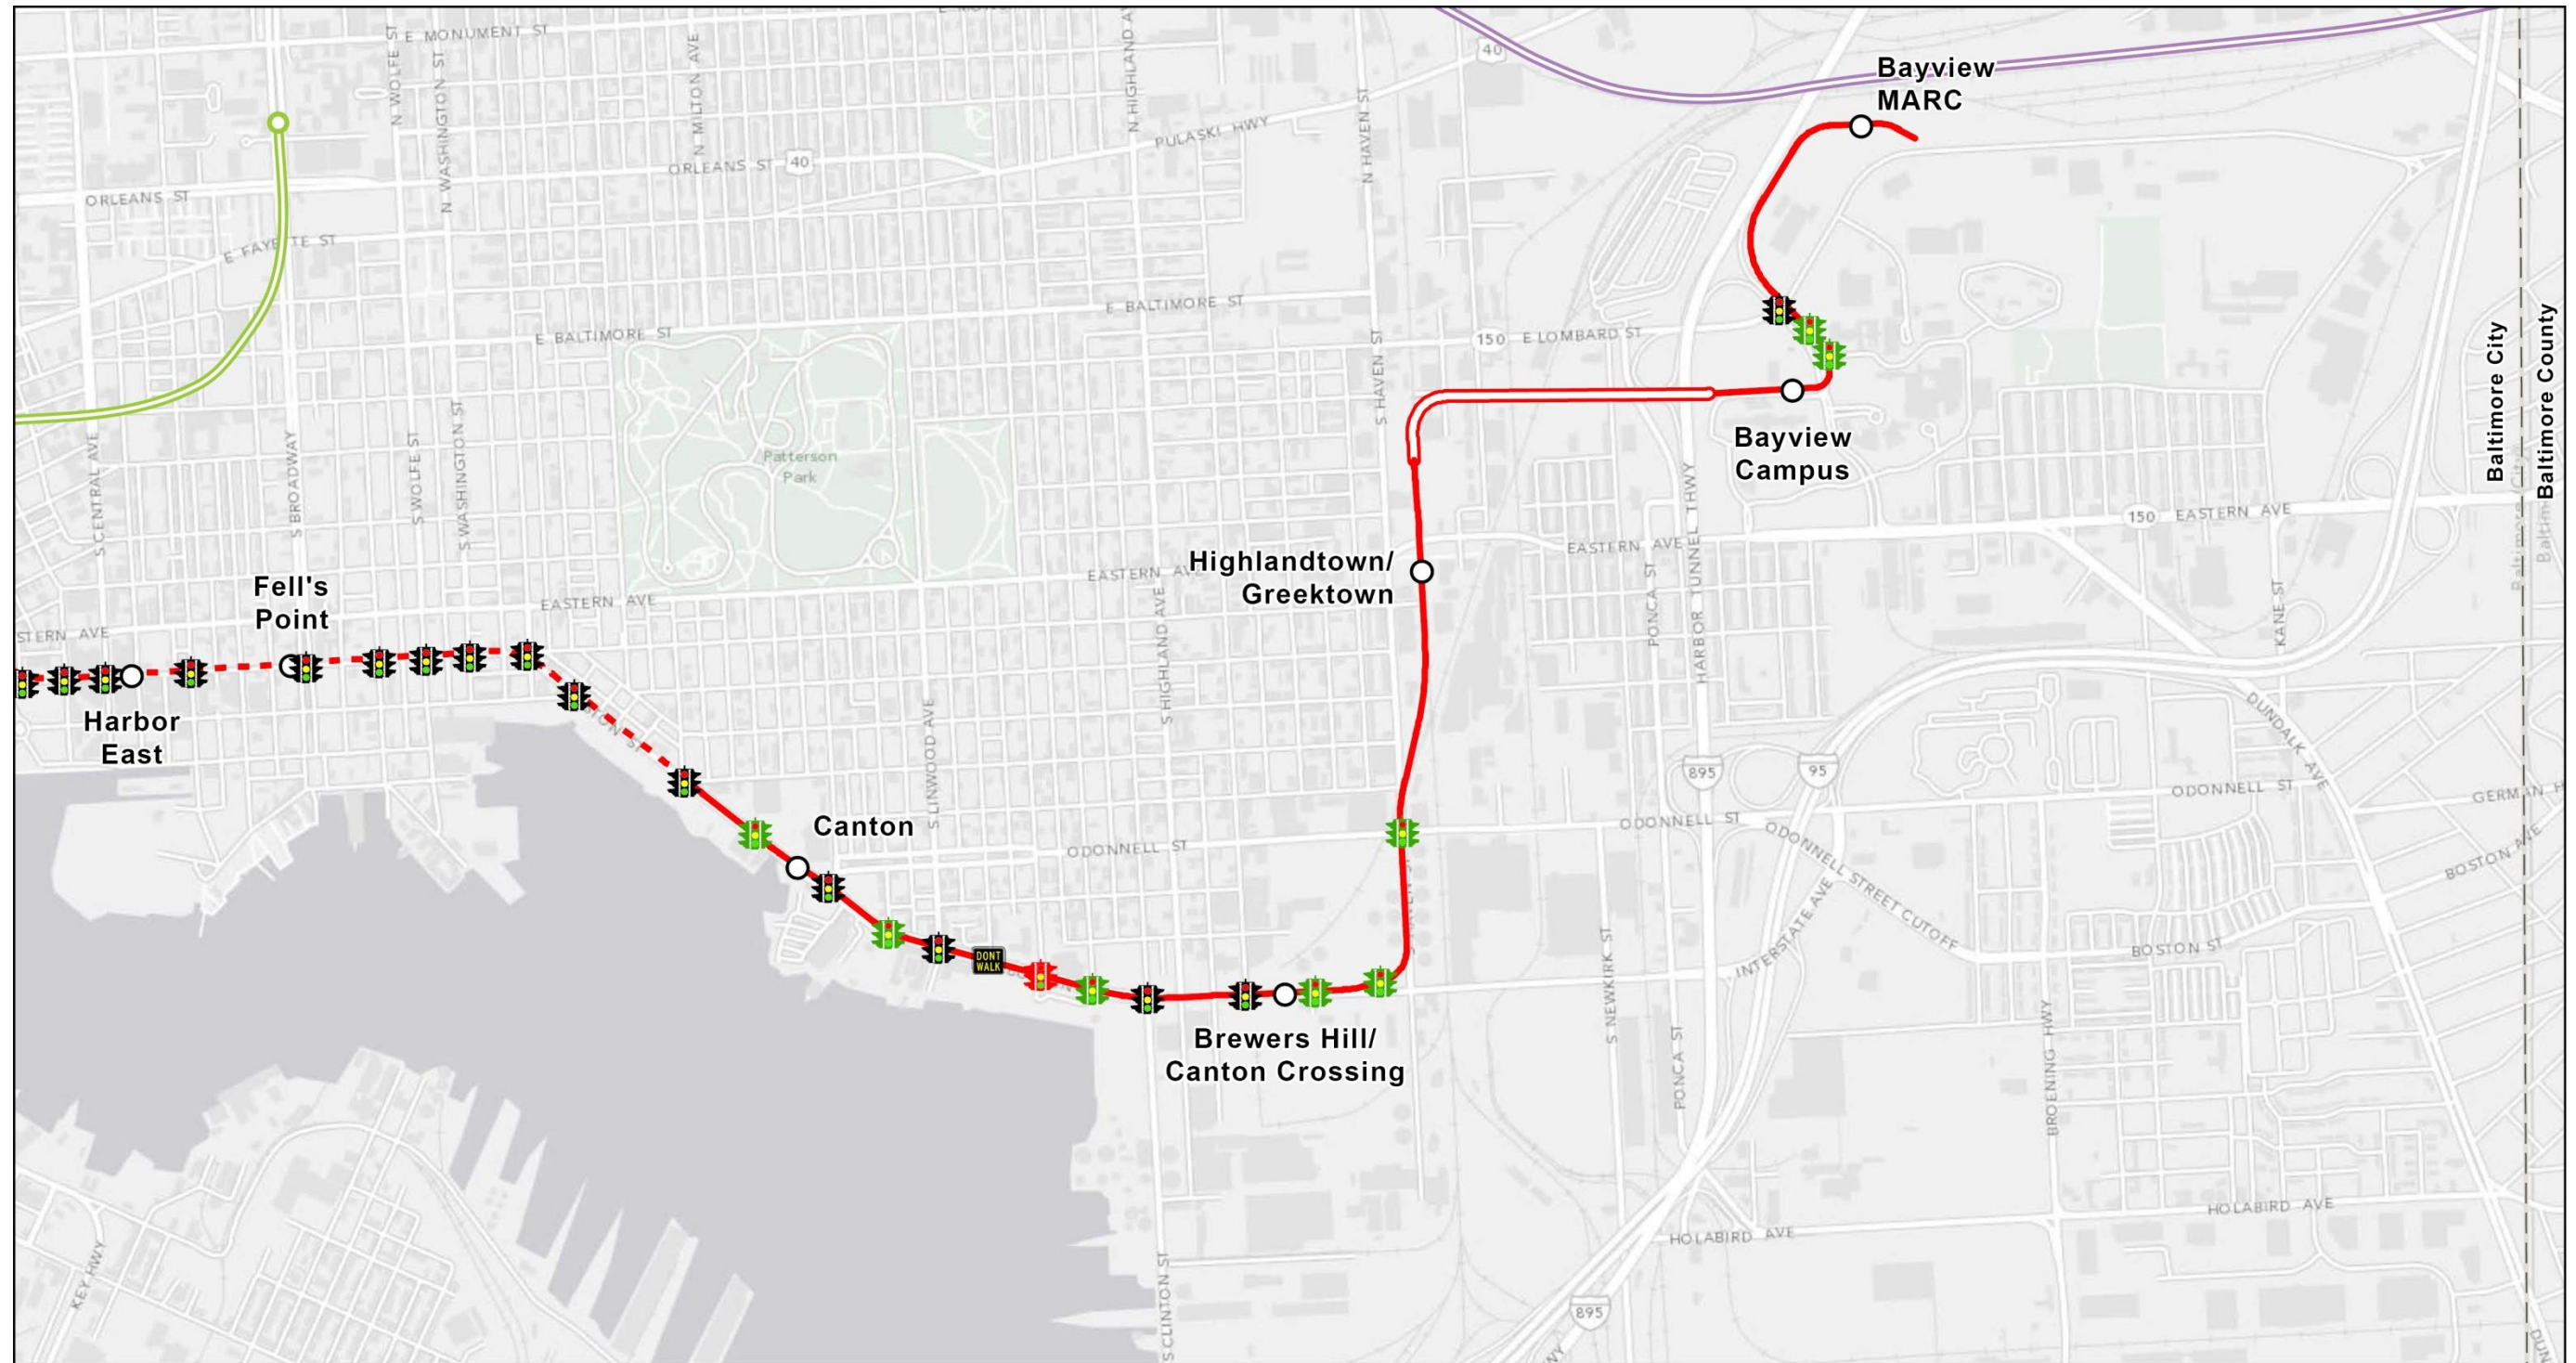 E MONUMENT ST
N WOLFE ST
N WASHINGTON ST
N MILTON AVE
N HIGHLAND AV
40
Bayview
MARC
PULASKI HWY
N HAVEN ST
ORLEANS ST
40
ORLEANS ST
E FAYETTE ST
E BALTIMORE ST
E BALTIMORE ST
150
E LOMBARD ST
S HAVEN ST
Baltimore City
Baltimore County
Patterson
Park
Bayview
Campus
S CENTRAL AVE
S BROADWAY
S WOLFE ST
S WASHINGTON ST
150
EASTERN AVE
EASTERN AVE
HARBOR TUNNEL THWY
Highlandtown/
Greektown
EASTERN AVE
EASTERN AVE
Fell's
Point
STERN AVE
PONCA ST
KANE ST
S HIGHLAND AVE
Harbor
East
S LINWOOD AVE
DUNDALK AVE
895
95
ODONNELL ST
GERMAN H
Canton
ODONNELL ST
ODONNELL ST
ODONNELL STREET CUTOFF
BOSTON AVE
INTERSTATE AVE
BOSTON ST
DONT
WALK
S NEWKIRK ST
Brewers Hill/
Canton Crossing
PONCA ST
BROENING HWY
HOLABIRD AVE
HOLABIRD AVE
KEY HWY
S CLINTON ST
895
WY
DUN